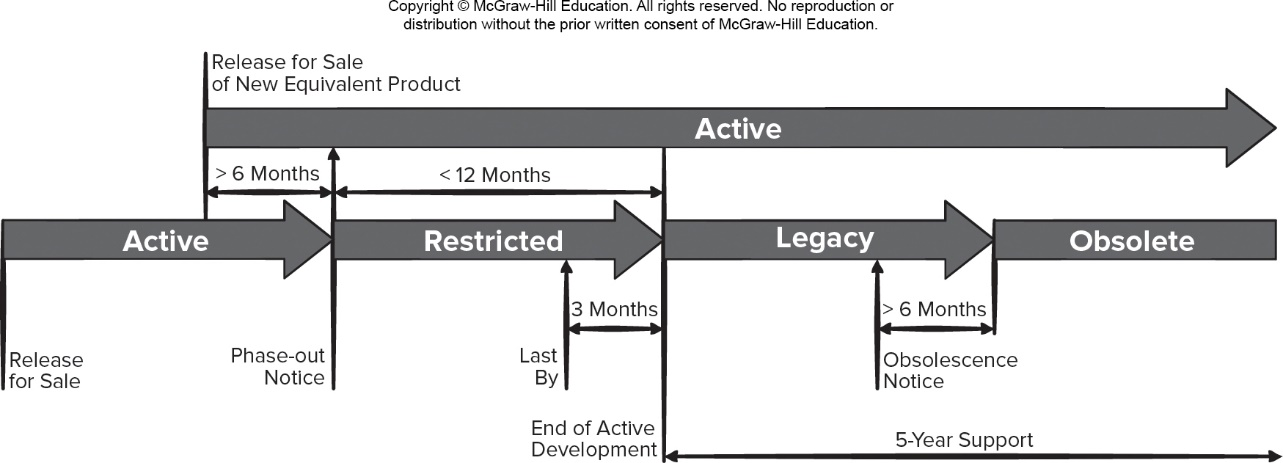 Copyright © McGraw-Hill Education. All rights reserved. No reproduction or
distribution without the prior written consent of McGraw-Hill Education.
Release for Sale
of New Equivalent Product
Active
> 6 Months
< 12 Months
Active
Restricted
Legacy
Obsolete
3 Months
> 6 Months
Release
for Sale
Phase-out
Notice
Last
By
Obsolescence
Notice
End of Active
Development
5-Year Support